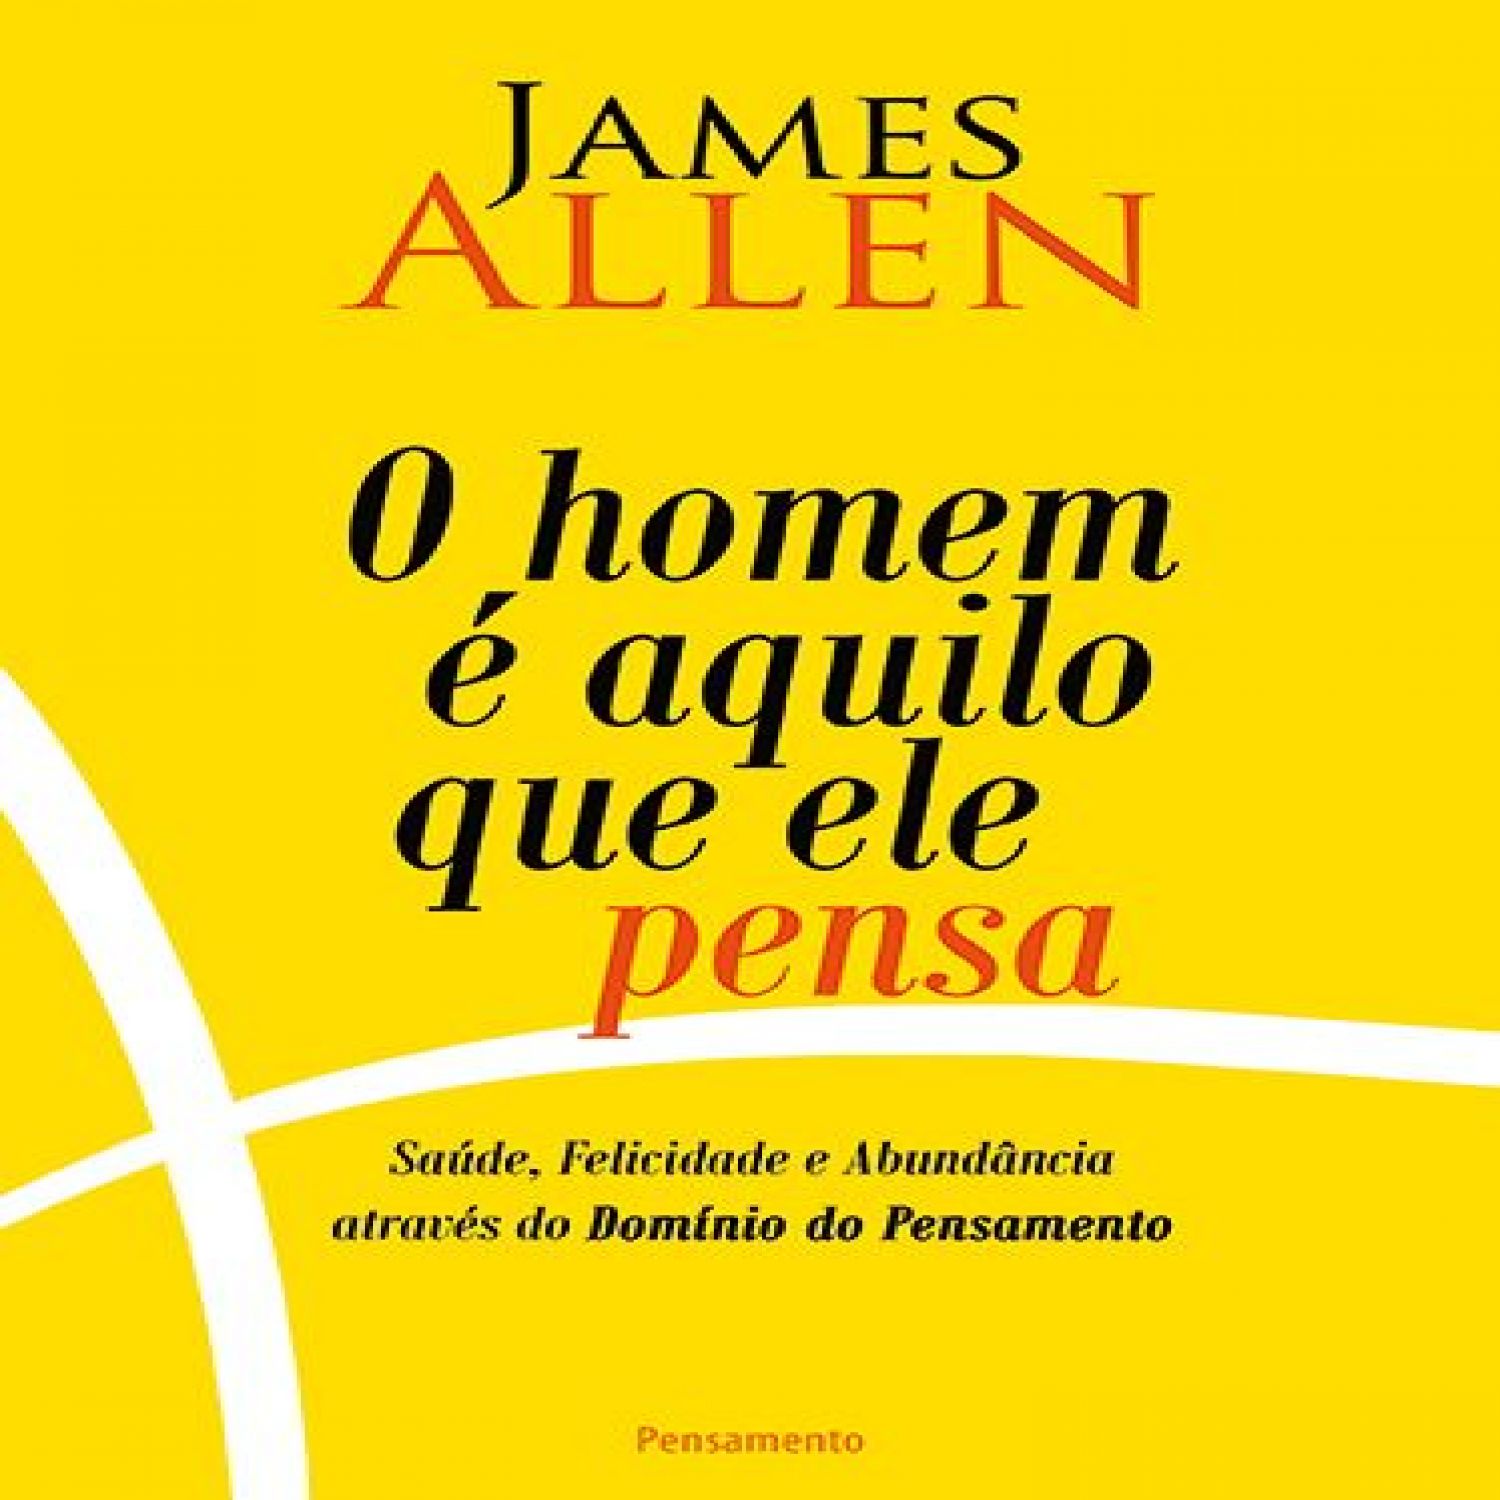 JAMES
ALLEN
O homem
é aquilo
que ele
pensa
Saúde, Felicidade e Abundância
através do Domínio do Pensamento
Pensamento